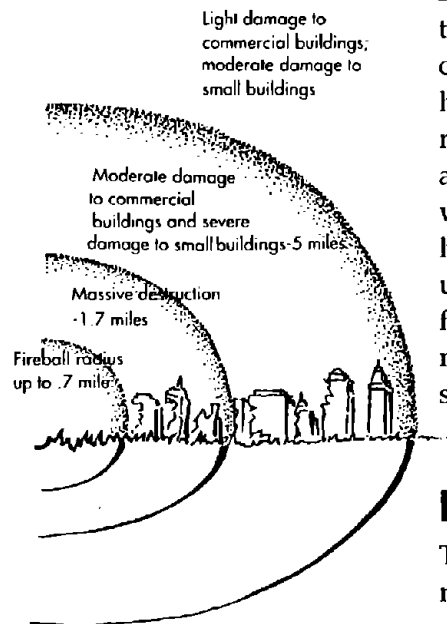 Light damage to
commercial buildings;
moderate damage to
small buildings
Moderate damage
to commercial
buildings and severe
damage to small buildings-5 miles
Massive destruction
-1.7 miles
Fireball radius
up to .7 mile